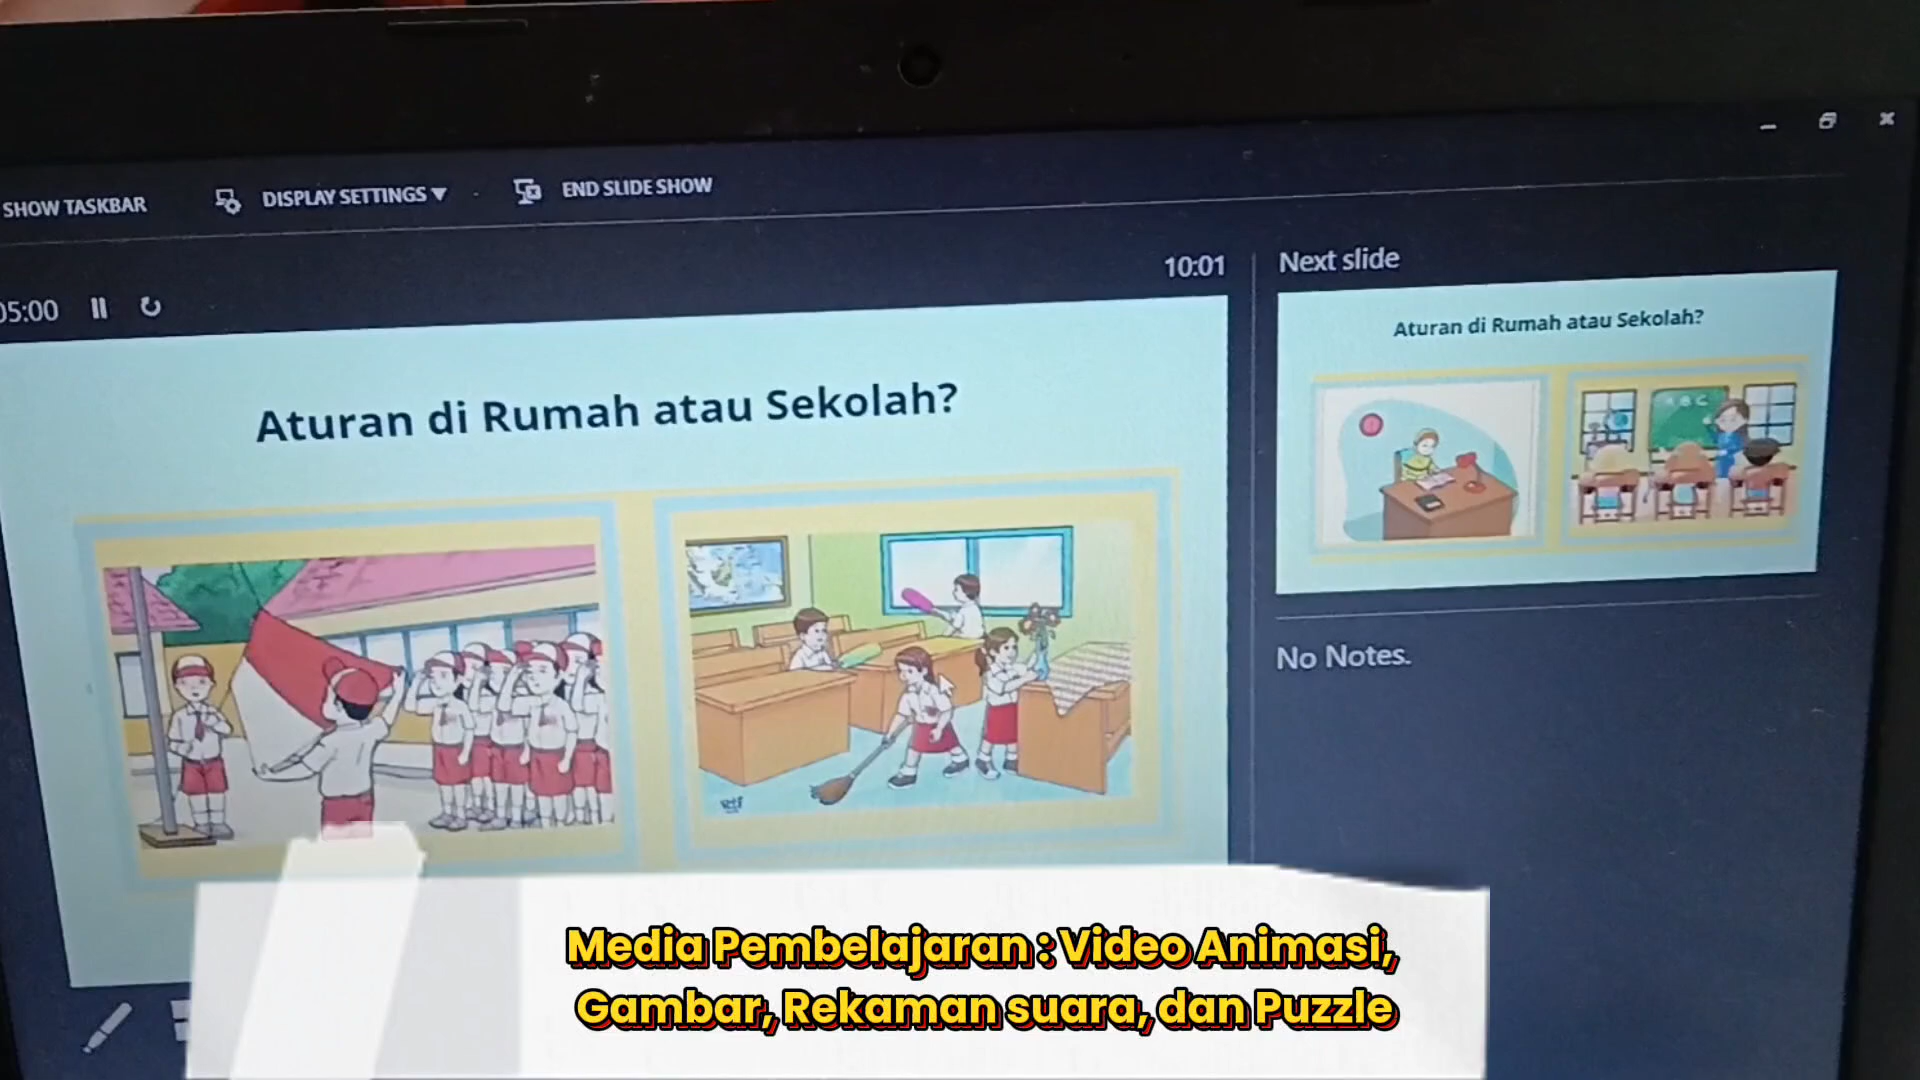 SHOW TASKBAR
DISPLAY SETTINGS ▼
END SLIDE SHOW
05:00
10:01
Next slide
Aturan di Rumah atau Sekolah?
Aturan di Rumah atau Sekolah?
A B C
No Notes.
Media Pembelajaran : Video Animasi,
Gambar, Rekaman suara, dan Puzzle